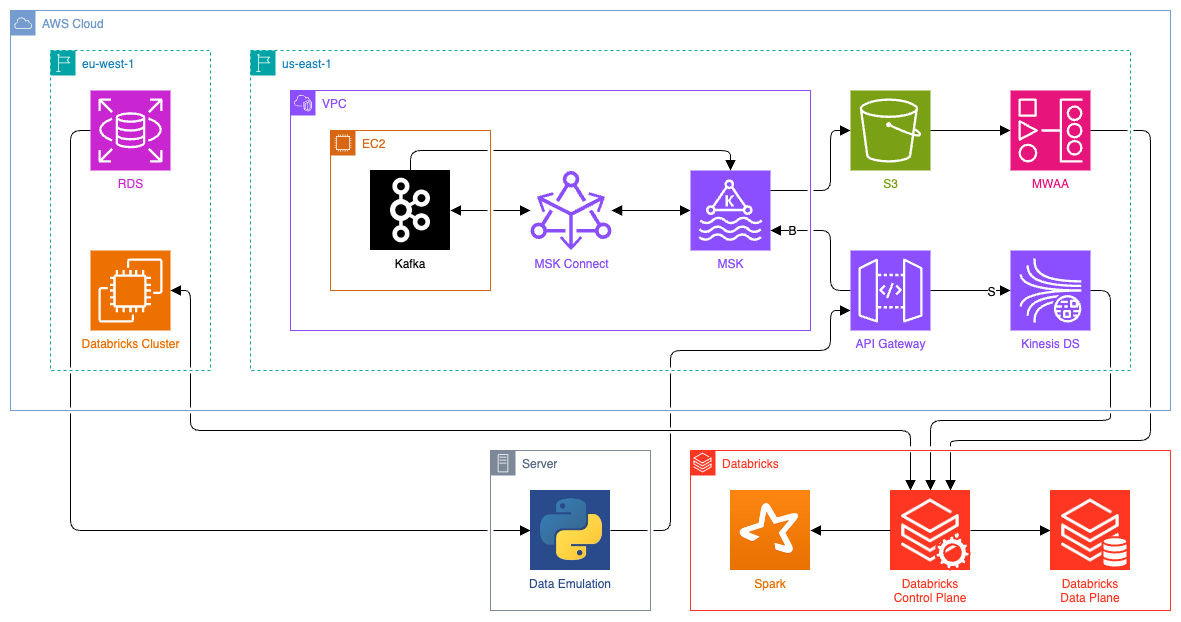 AWS Cloud
eu-west-1
us-east-1
VPC
EC2
RDS
Kafka
MSK Connect
K
MSK
S3
MWAA
B
S
</>
Databricks Cluster
API Gateway
Kinesis DS
Server
Databricks
Data Emulation
Spark
Databricks
Control Plane
Databricks
Data Plane